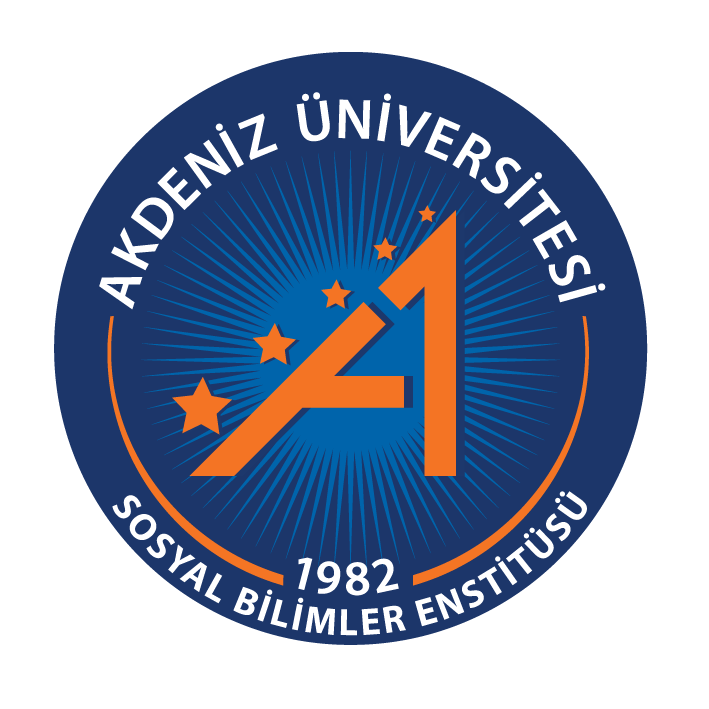 AKDENİZ ÜNİVERSİTESİ
1982
SOSYAL BİLİMLER ENSTİTÜSÜ